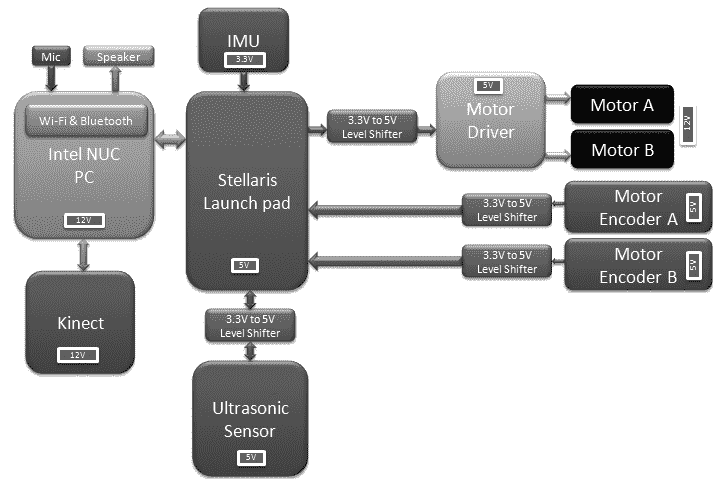 IMU
3.3V
Mic
Speaker
Wi-Fi & Bluetooth
Intel NUC
PC
12V
Kinect
12V
Stellaris
Launch pad
5V
3.3V to 5V
Level Shifter
Ultrasonic
Sensor
5V
3.3V to 5V
Level Shifter
5V
Motor
Driver
Motor A
Motor B
12V
3.3V to 5V
Level Shifter
Motor
Encoder A
5V
3.3V to 5V
Level Shifter
Motor
Encoder B
5V